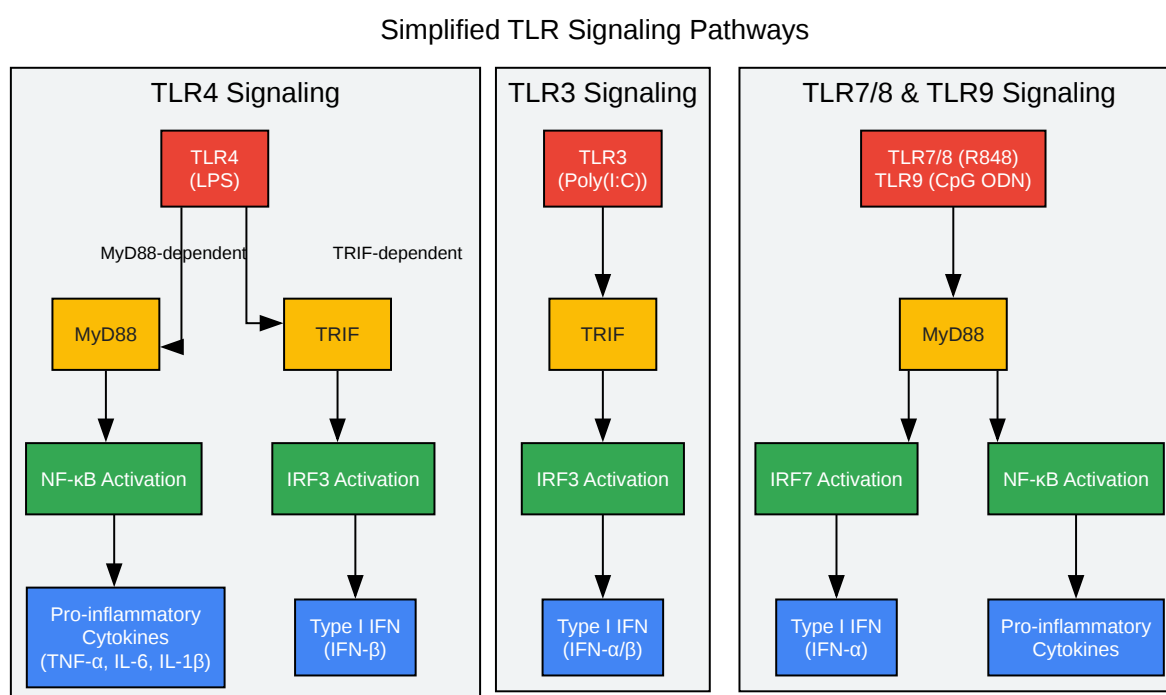 Simplified TLR Signaling Pathways
TLR4 Signaling
TLR4
(LPS)
MyD88-dependent
TRIF-dependent
MyD88
TRIF
NF-κB Activation
IRF3 Activation
Pro-inflammatory
Cytokines
(TNF-α, IL-6, IL-1β)
Type I IFN
(IFN-β)
TLR3 Signaling
TLR3
(Poly(I:C))
TRIF
IRF3 Activation
Type I IFN
(IFN-α/β)
TLR7/8 & TLR9 Signaling
TLR7/8 (R848)
TLR9 (CpG ODN)
MyD88
IRF7 Activation
NF-κB Activation
Type I IFN
(IFN-α)
Pro-inflammatory
Cytokines